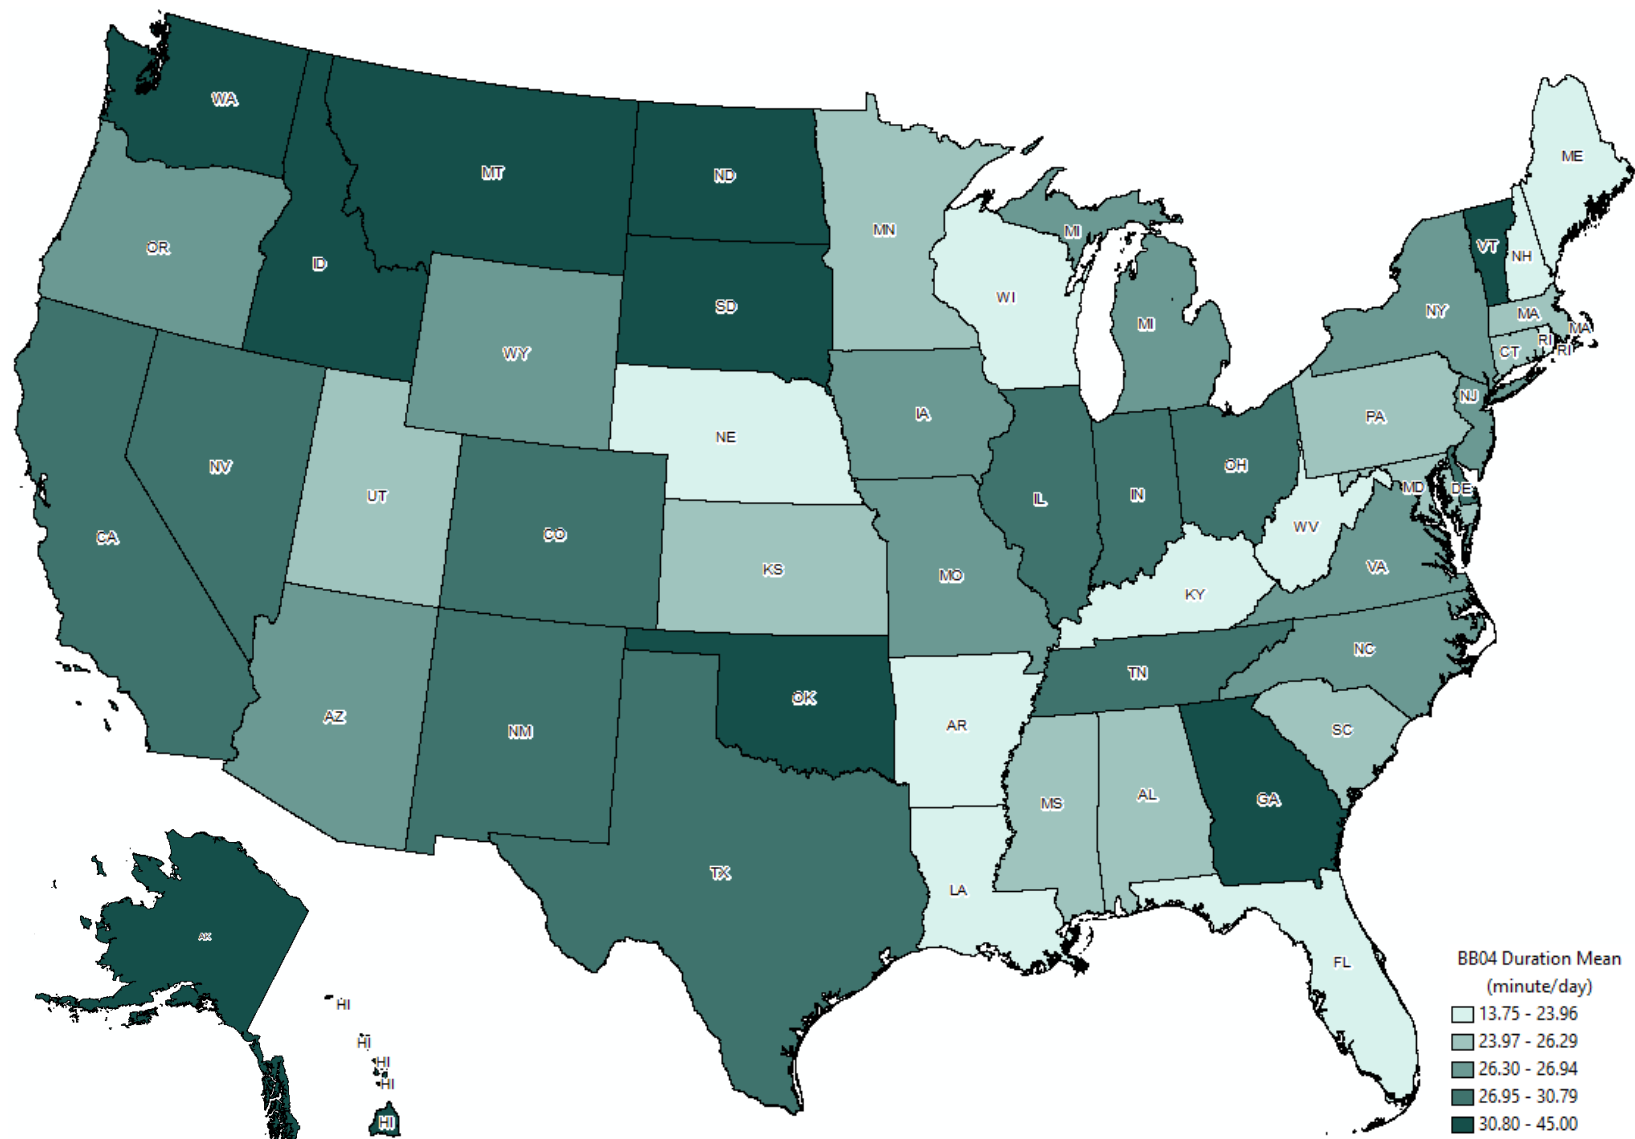 WA
MT
ND
ME
MN
OR
MI
VT
NH
ID
WI
SD
NY
MA
MA
MI
RI
RI
WY
CT
NJ
IA
PA
NE
NV
OH
UT
IL
IN
MD
DE
WV
CO
CA
KS
MO
VA
KY
NC
TN
OK
AZ
NM
AR
SC
MS
AL
GA
TX
LA
AK
FL
HI
HI
HI
HI
HI
BB04 Duration Mean
(minute/day)
13.75 - 23.96
23.97 - 26.29
26.30 - 26.94
26.95 - 30.79
30.80 - 45.00